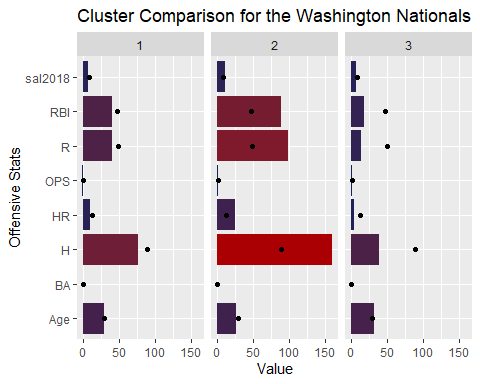 Cluster Comparison for the Washington Nationals
1 2 3
Offensive Stats
sal2018
RBI
R
OPS
HR
H
BA
Age
0 50 100 150 0 50 100 150 0 50 100 150
Value